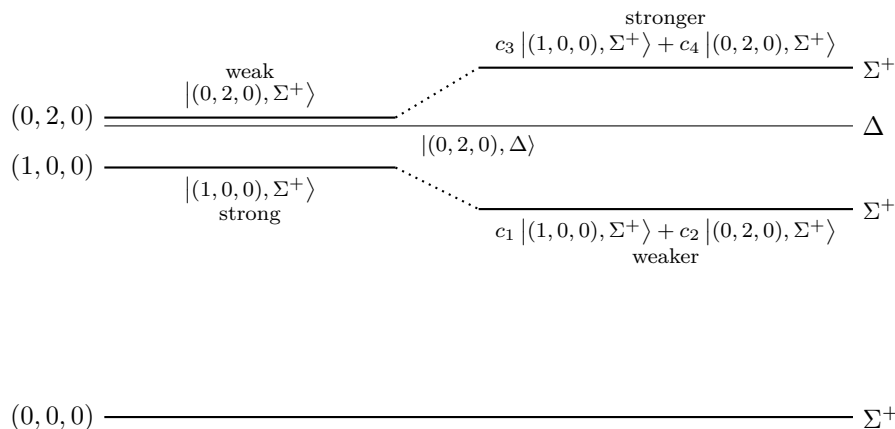 stronger
c₃ |(1, 0, 0), Σ⁺⟩ + c₄ |(0, 2, 0), Σ⁺⟩
Σ⁺
weak
|(0, 2, 0), Σ⁺⟩
(0, 2, 0)
Δ
|(0, 2, 0), Δ⟩
(1, 0, 0)
|(1, 0, 0), Σ⁺⟩
strong
Σ⁺
c₁ |(1, 0, 0), Σ⁺⟩ + c₂ |(0, 2, 0), Σ⁺⟩
weaker
(0, 0, 0)
Σ⁺